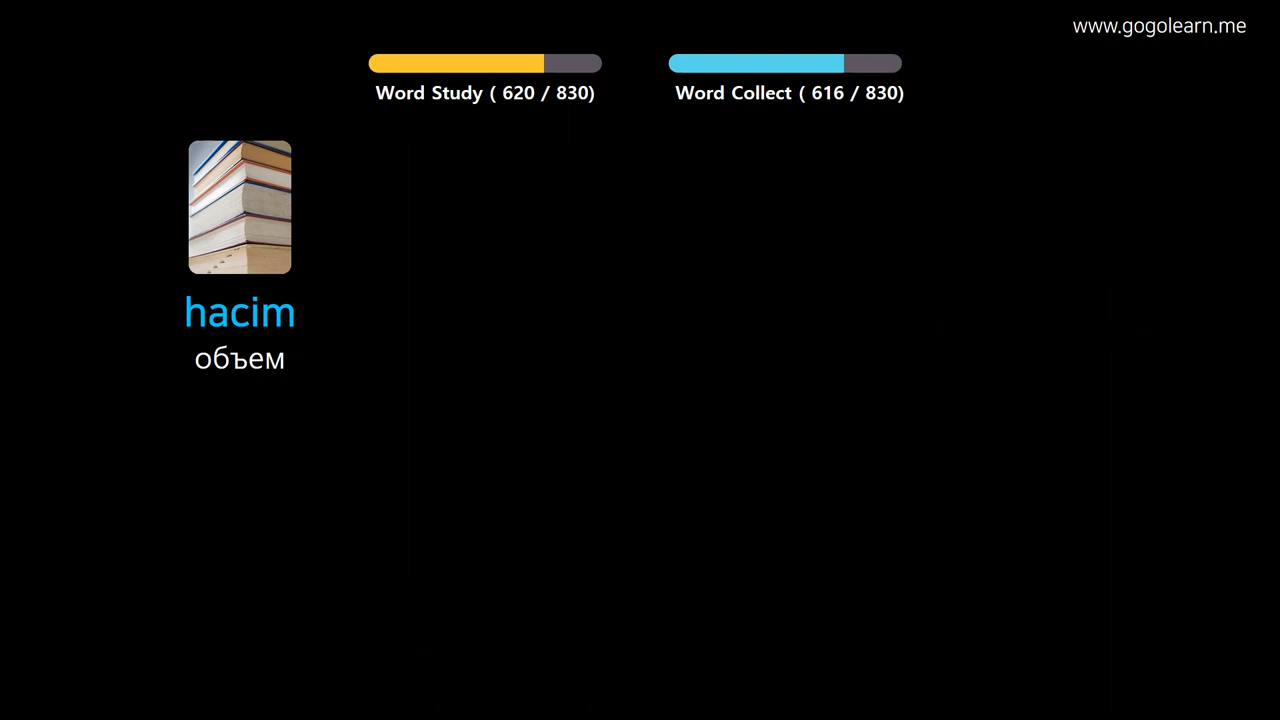 www.gogolearn.me
Word Study ( 620 / 830)
Word Collect ( 616 / 830)
hacim
объем